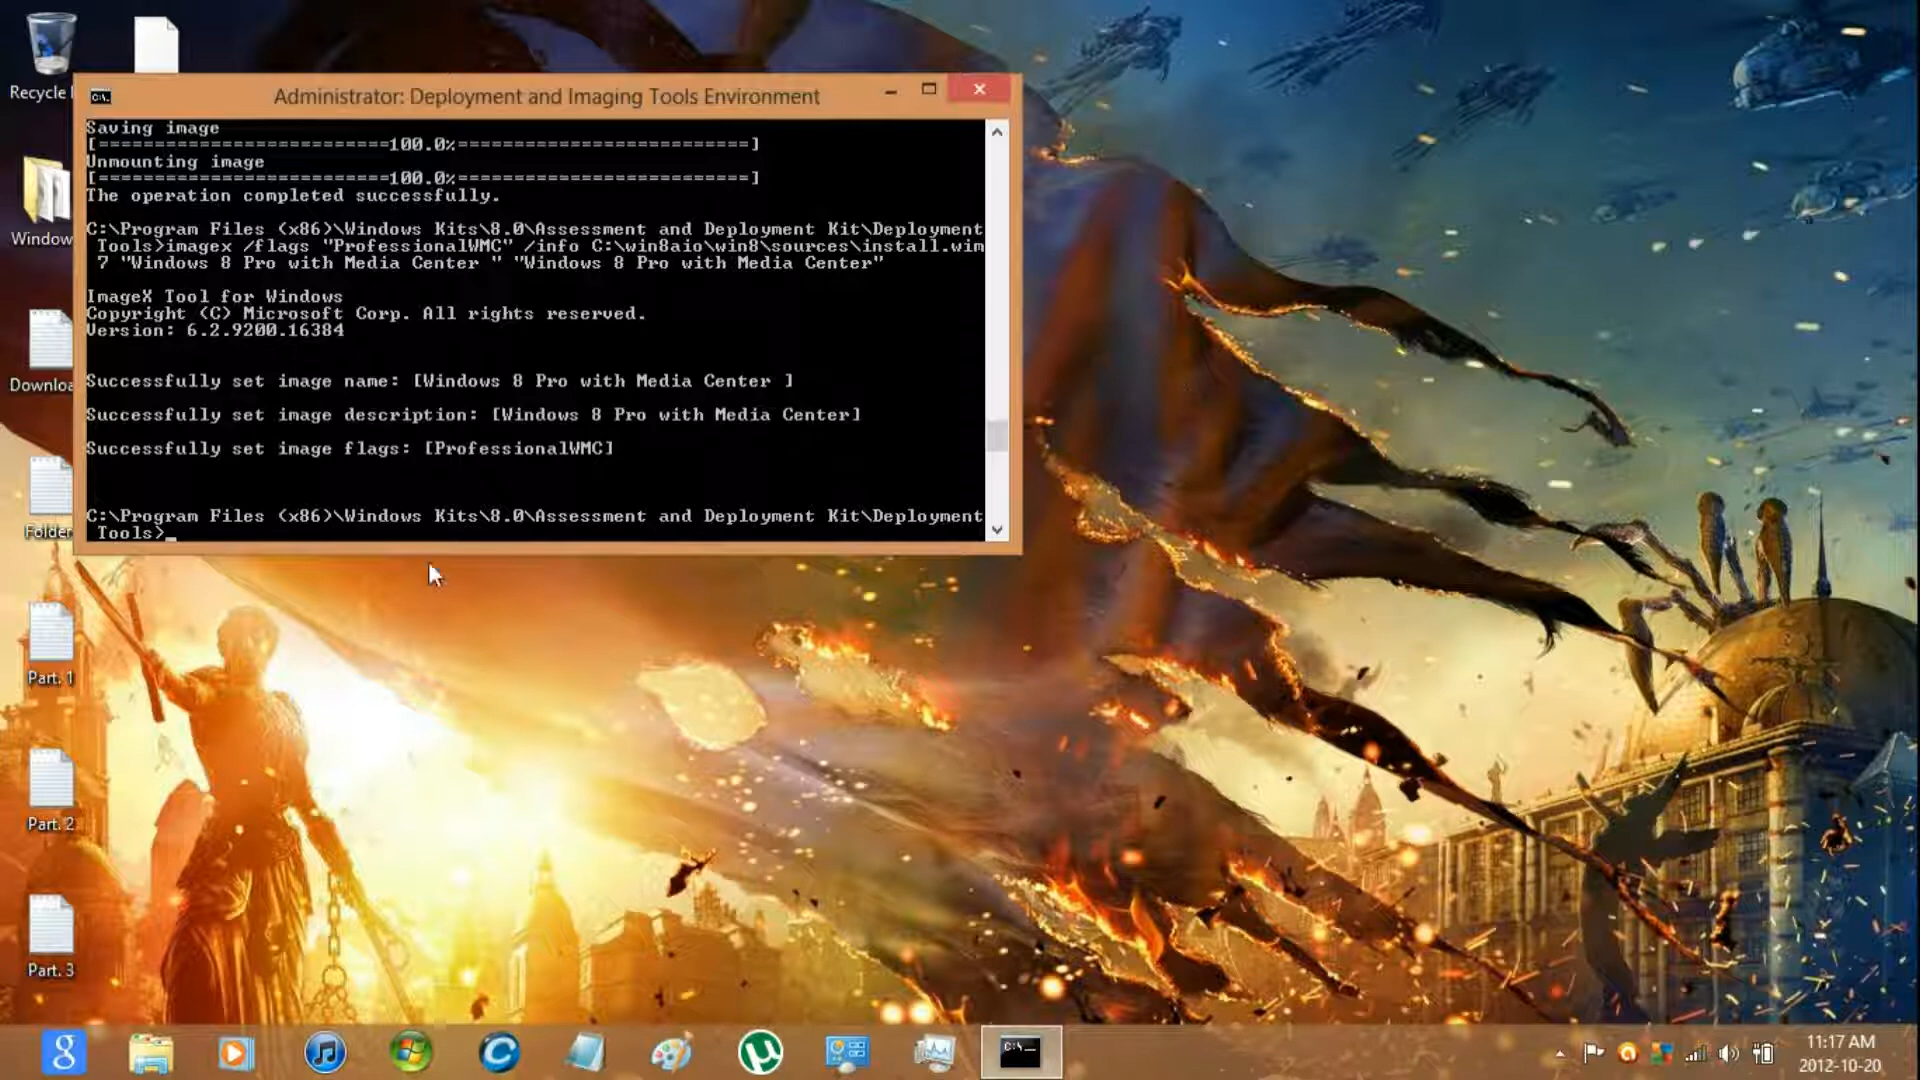 Recycle
Administrator: Deployment and Imaging Tools Environment
Saving image
[==========================100.0%==========================]
Unmounting image
[==========================100.0%==========================]
The operation completed successfully.
C:\Program Files (x86)\Windows Kits\8.0\Assessment and Deployment Kit\Deployment
Tools>imagex /flags "ProfessionalWMC" /info C:\win8aio\win8\sources\install.wim
7 "Windows 8 Pro with Media Center " "Windows 8 Pro with Media Center"
ImageX Tool for Windows
Copyright (C) Microsoft Corp. All rights reserved.
Version: 6.2.9200.16384
Successfully set image name: [Windows 8 Pro with Media Center ]
Successfully set image description: [Windows 8 Pro with Media Center]
Successfully set image flags: [ProfessionalWMC]
C:\Program Files (x86)\Windows Kits\8.0\Assessment and Deployment Kit\Deployment
Tools>_
Window
Downloa
Folder
Part. 1
Part. 2
Part. 3
11:17 AM
2012-10-20